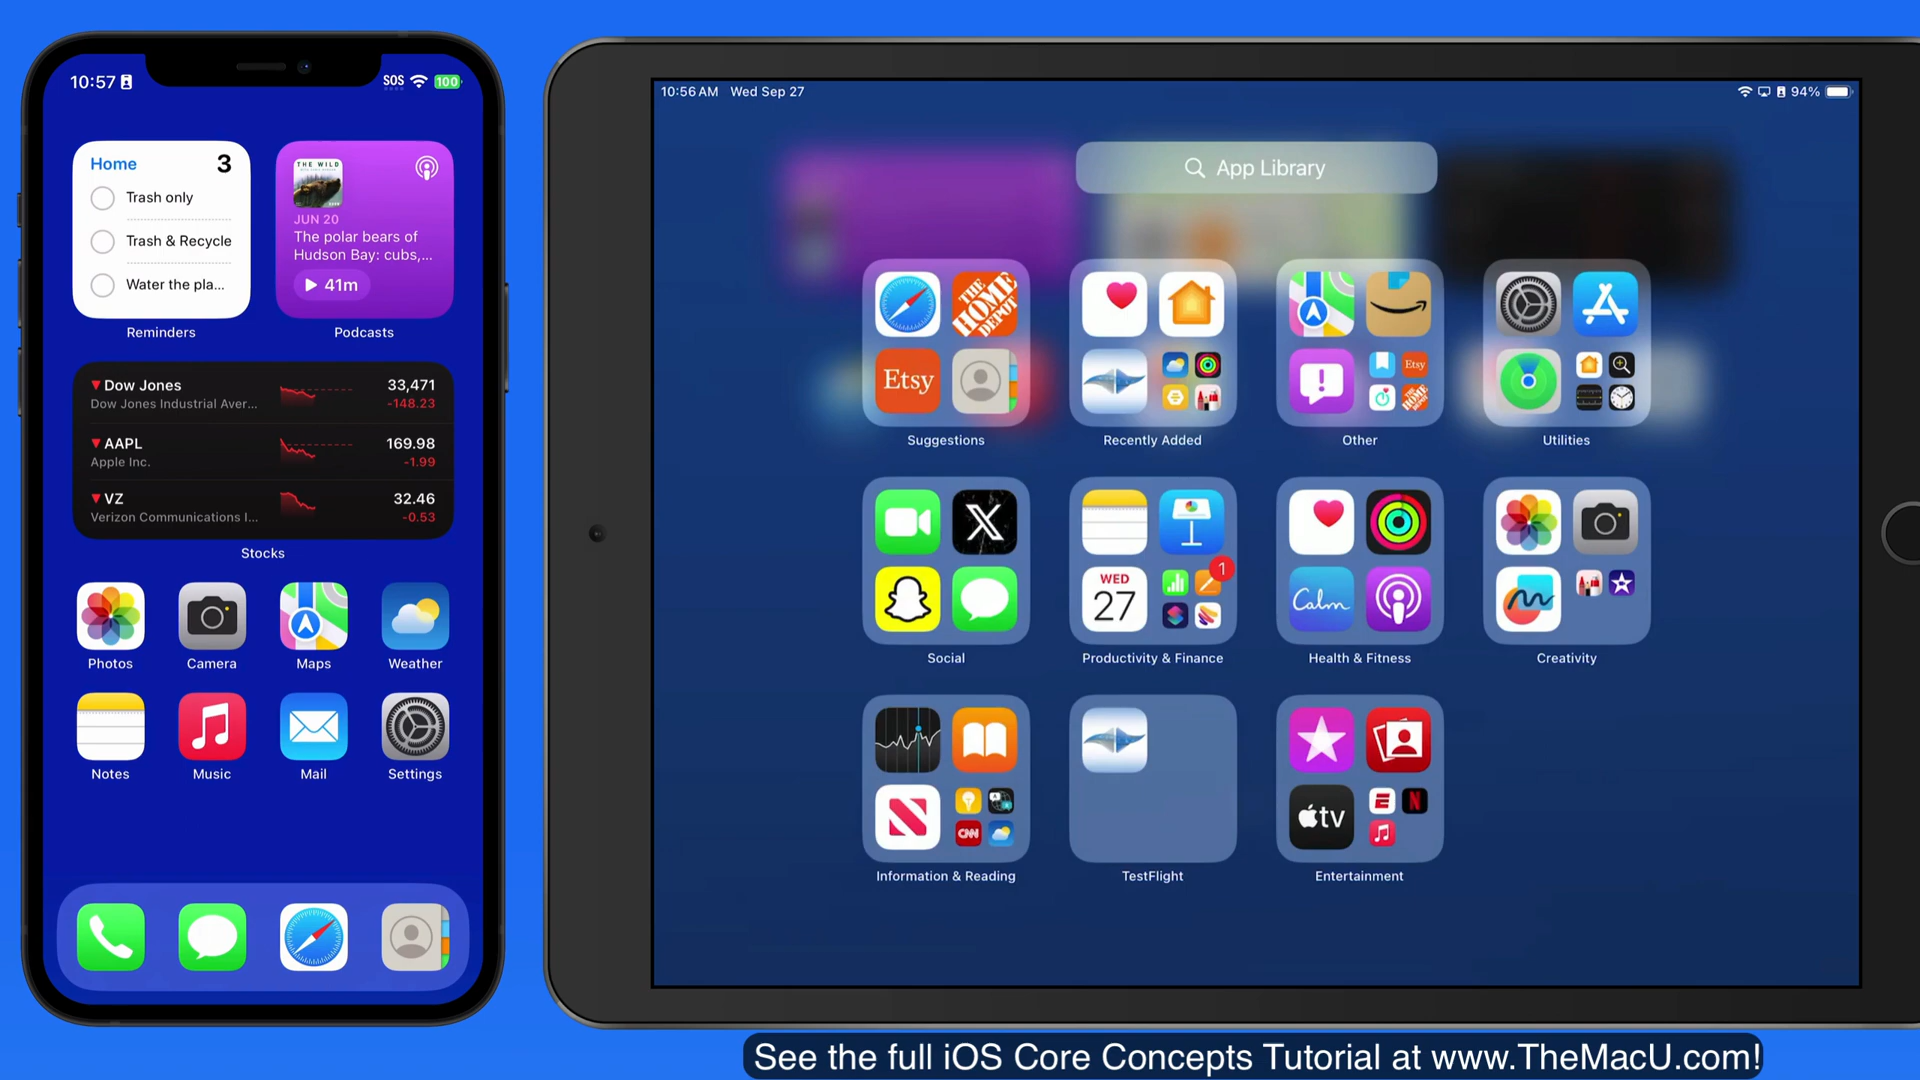 10:57
SOS
100
Home
3
Trash only
Trash & Recycle
Water the pla...
Reminders
THE WILD
JUN 20
The polar bears of
Hudson Bay: cubs,...
41m
Podcasts
Dow Jones
33,471
Dow Jones Industrial Aver...
-148.23
AAPL
169.98
Apple Inc.
-1.99
VZ
32.46
Verizon Communications I...
-0.53
Stocks
Photos
Camera
Maps
Weather
Notes
Music
Mail
Settings
10:56 AM Wed Sep 27
94%
App Library
THE
HOME
DEPOT
Etsy
Suggestions
Recently Added
Etsy
Other
Utilities
X
Social
WED
27
1
Productivity & Finance
Calm
Health & Fitness
Creativity
CNN
Information & Reading
TestFlight
tv
N
Entertainment
See the full iOS Core Concepts Tutorial at www.TheMacU.com!